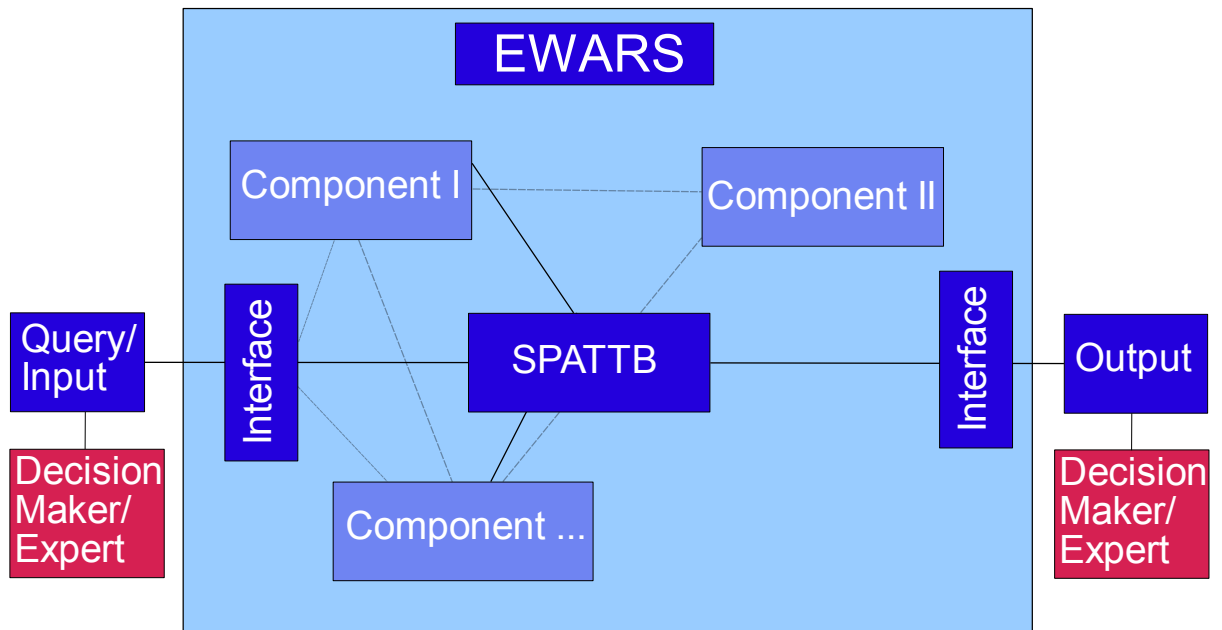 EWARS
Component I
Component II
Query/
Input
Interface
SPATTB
Interface
Output
Decision
Maker/
Expert
Component ...
Decision
Maker/
Expert